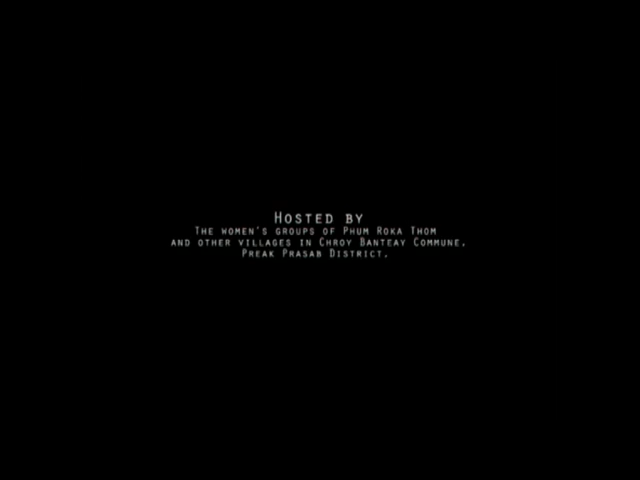 Hosted by
The women's groups of Phum Roka Thom
and other villages in Chroy Banteay Commune,
Preak Prasab District.